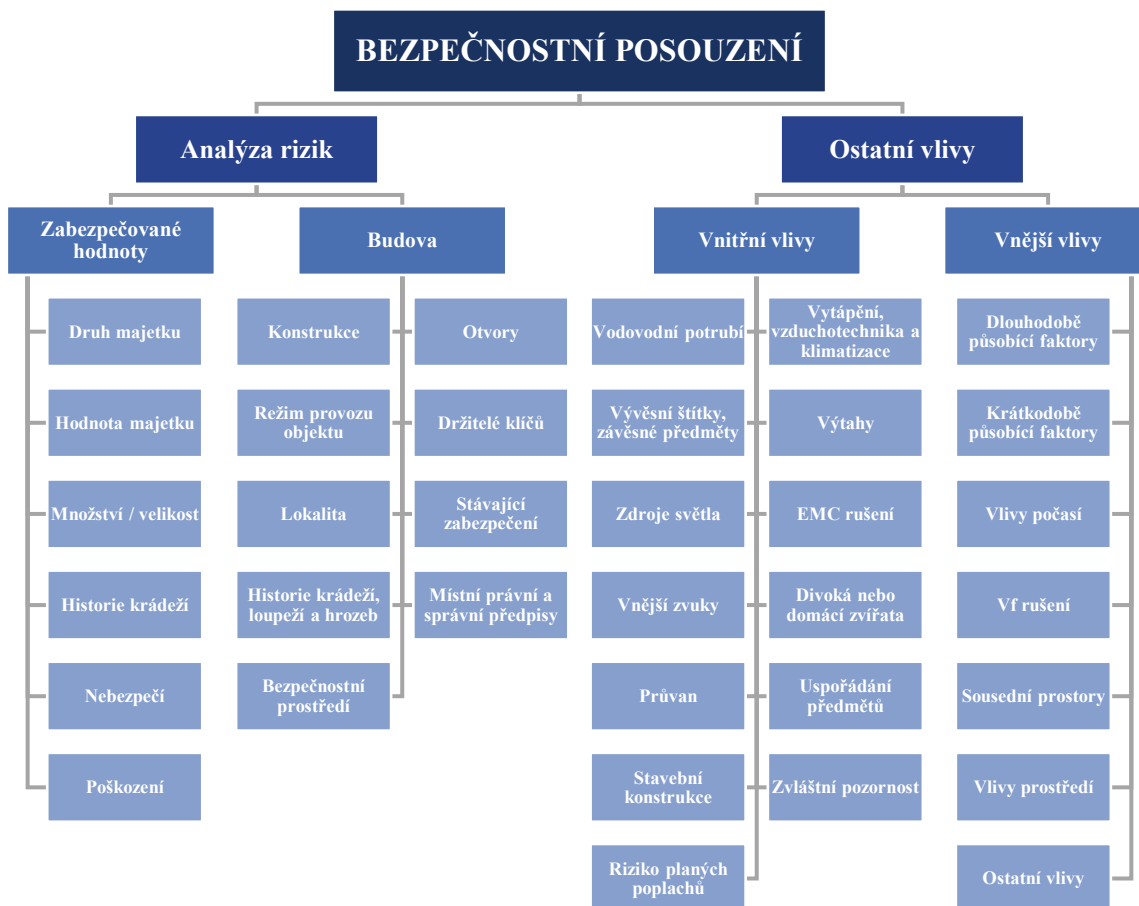 BEZPEČNOSTNÍ POSOUZENÍ
Analýza rizik
Ostatní vlivy
Zabezpečované
hodnoty
Budova
Vnitřní vlivy
Vnější vlivy
Druh majetku
Hodnota majetku
Množství / velikost
Historie krádeží
Nebezpečí
Poškození
Konstrukce
Otvory
Režim provozu
objektu
Držitelé klíčů
Lokalita
Stávající
zabezpečení
Historie krádeží,
loupeží a hrozeb
Místní právní a
správní předpisy
Bezpečnostní
prostředí
Vodovodní potrubí
Vytápění,
vzduchotechnika a
klimatizace
Vývěsní štítky,
závěsné předměty
Výtahy
Zdroje světla
EMC rušení
Vnější zvuky
Divoká nebo
domácí zvířata
Průvan
Uspořádání
předmětů
Stavební
konstrukce
Zvláštní pozornost
Riziko planých
poplachů
Dlouhodobě
působící faktory
Krátkodobě
působící faktory
Vlivy počasí
Vf rušení
Sousední prostory
Vlivy prostředí
Ostatní vlivy